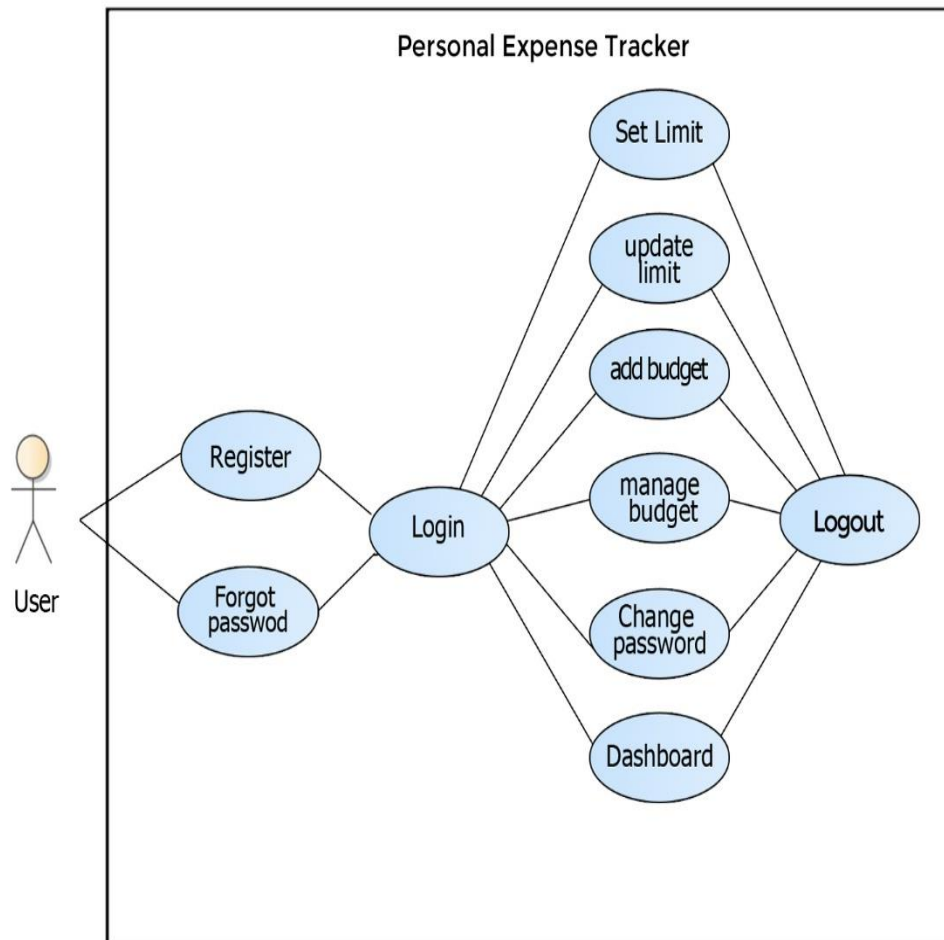 Personal Expense Tracker
Set Limit
update
limit
add budget
Register
manage
budget
Login
Logout
User
Forgot
passwod
Change
password
Dashboard